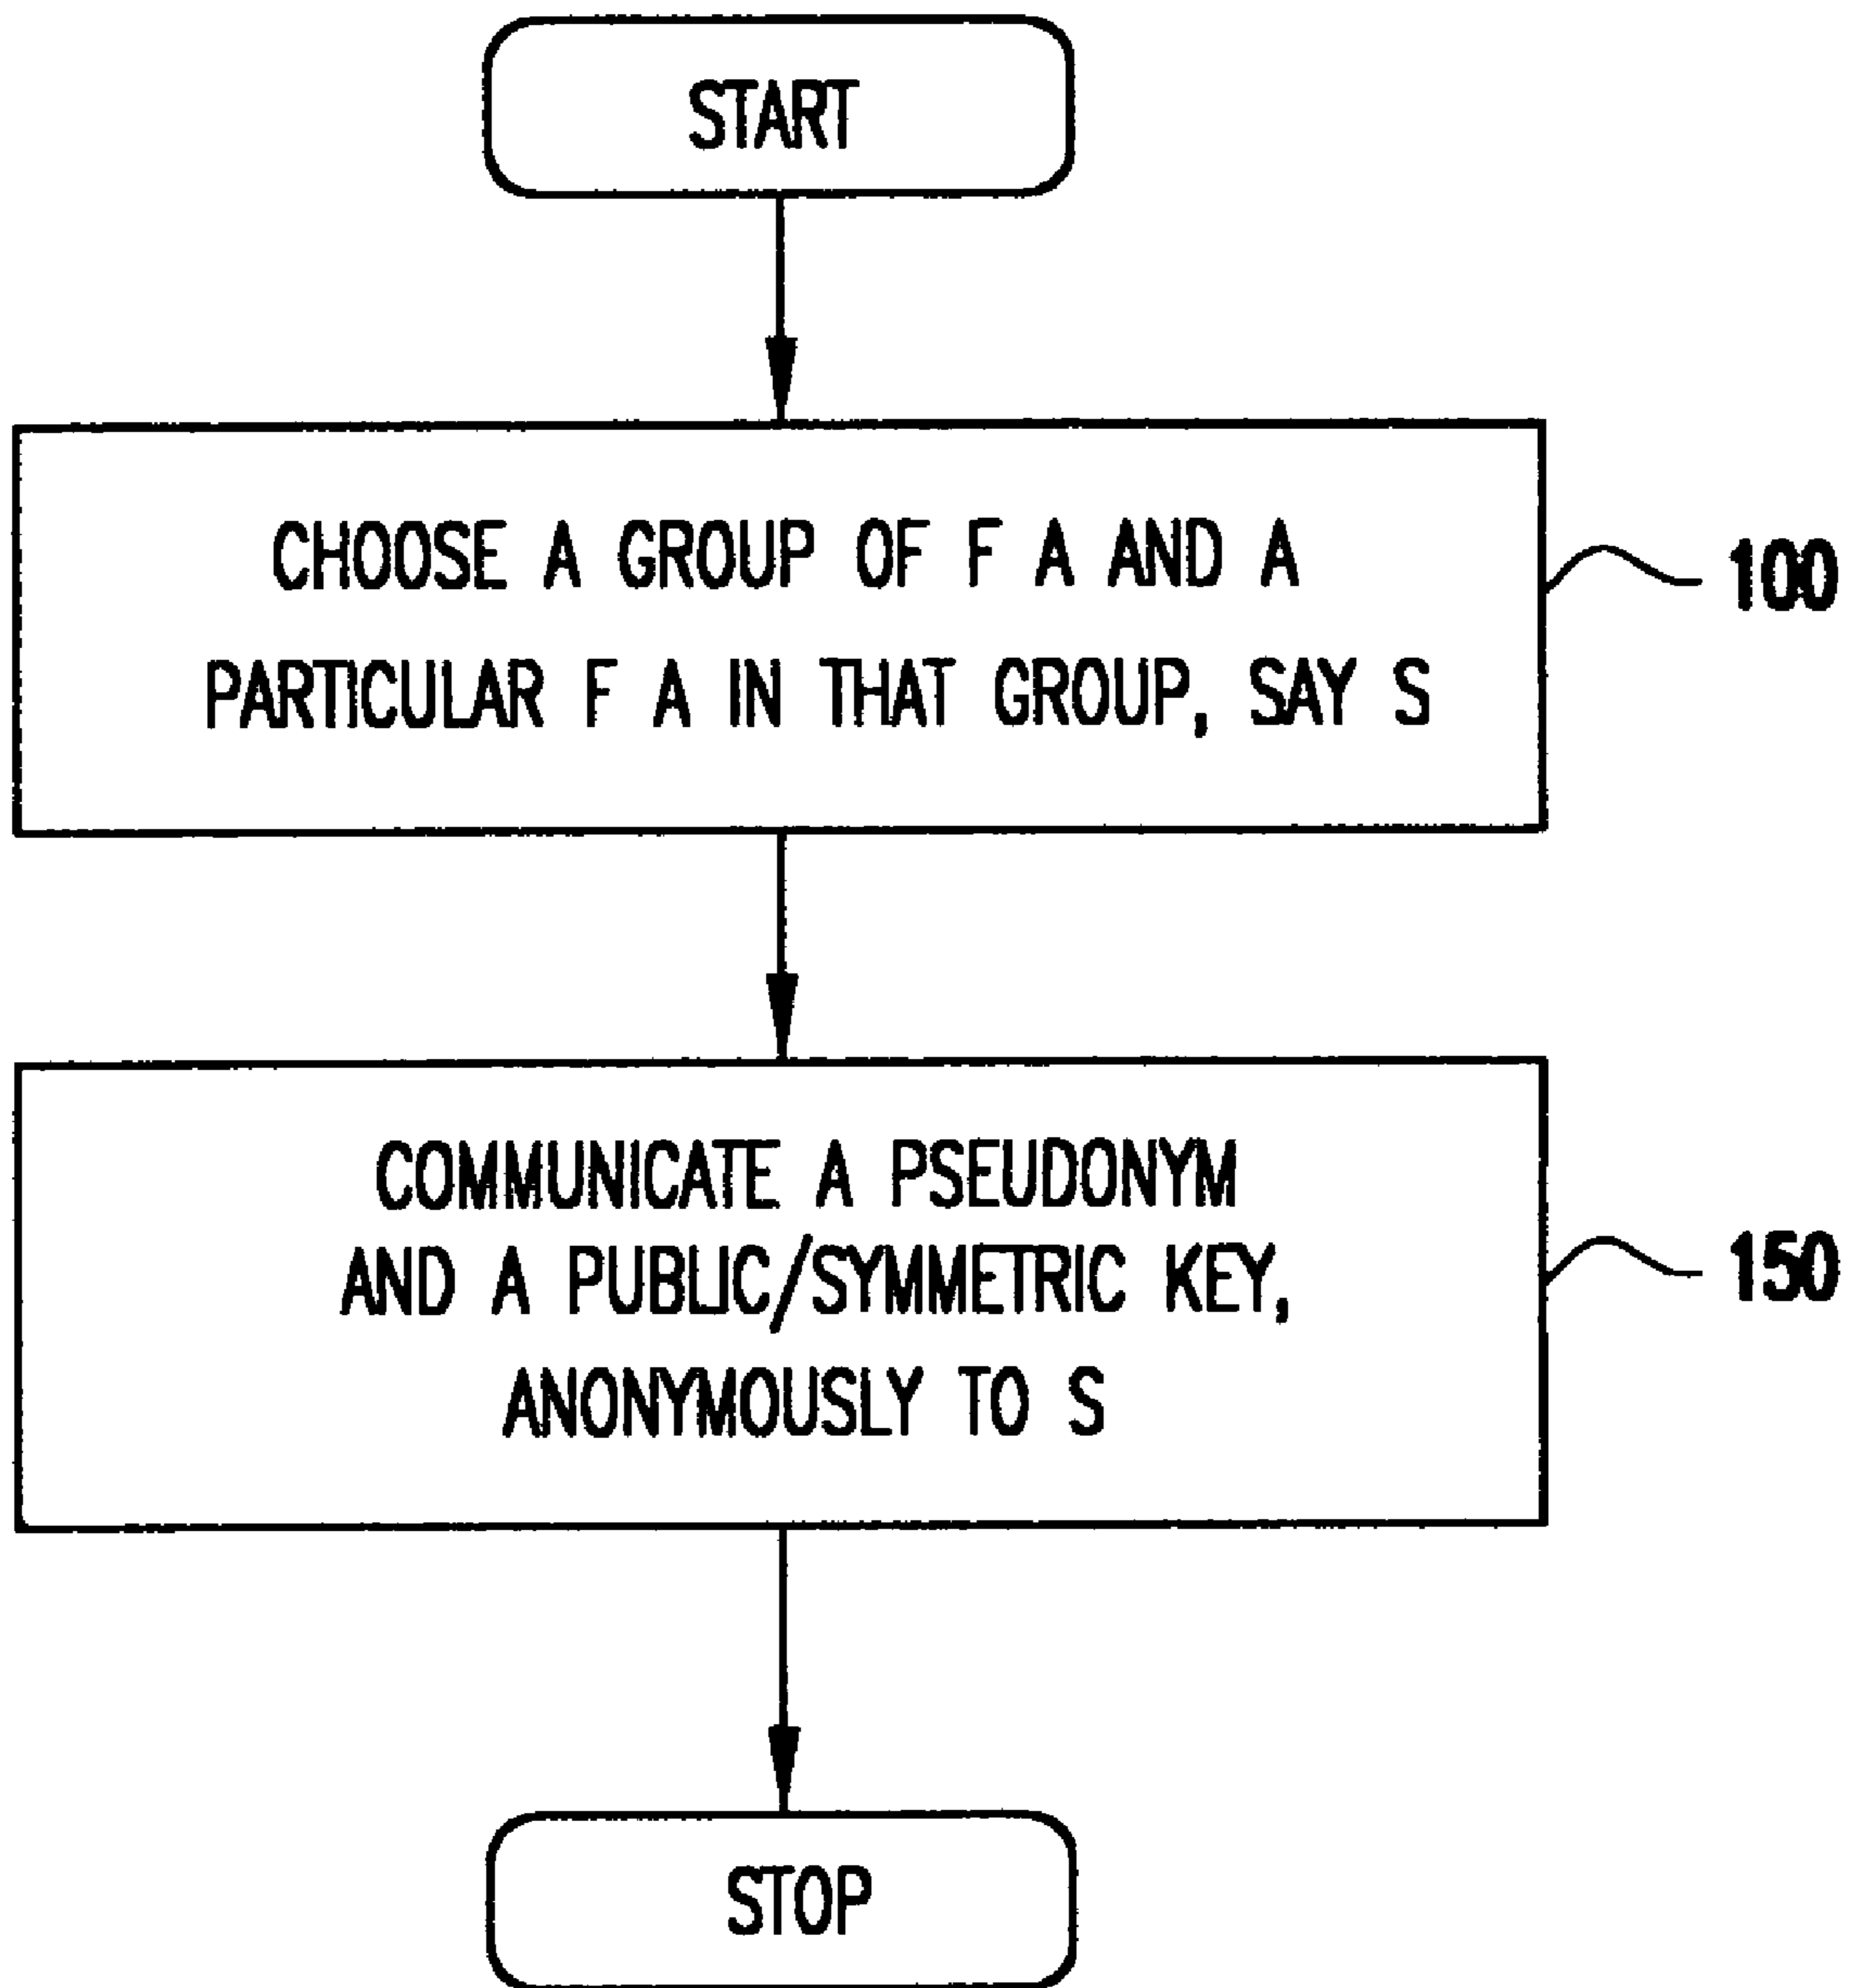 START
CHOOSE A GROUP OF F A AND A
PARTICULAR F A IN THAT GROUP, SAY S
100
COMMUNICATE A PSEUDONYM
AND A PUBLIC/SYMMETRIC KEY,
ANONYMOUSLY TO S
150
STOP